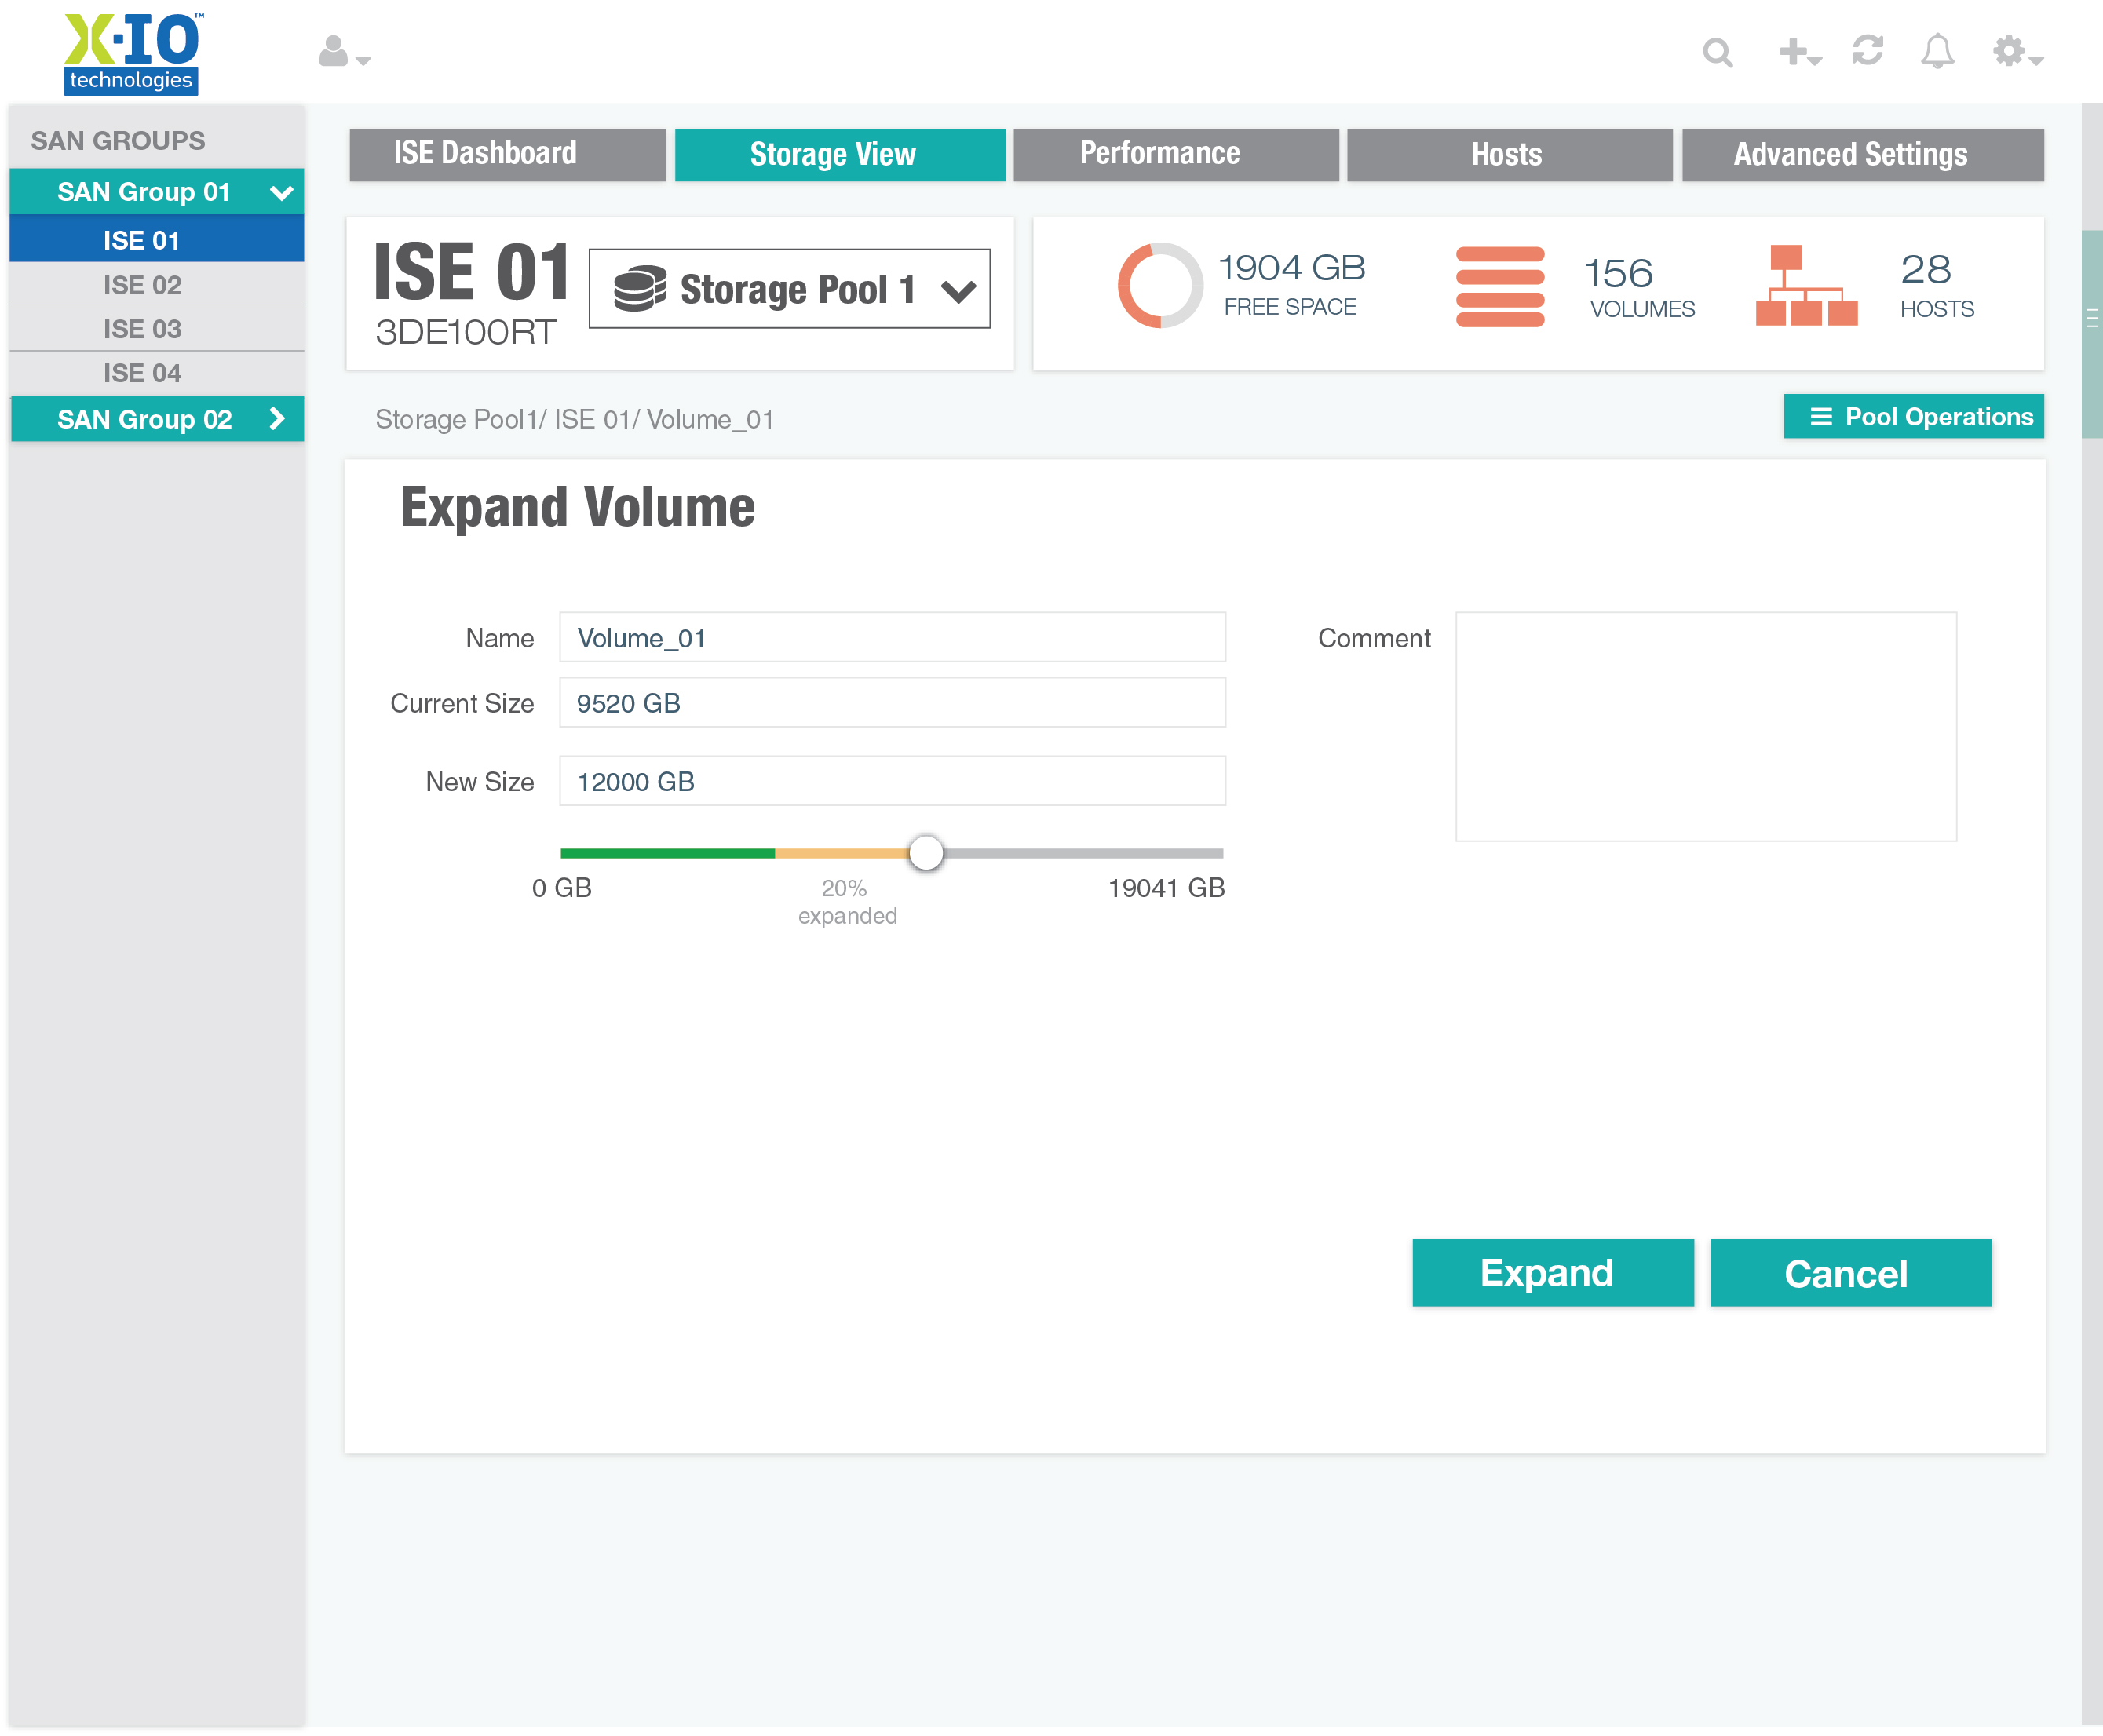 X-IO™
technologies
SAN GROUPS
SAN Group 01
ISE 01
ISE 02
ISE 03
ISE 04
SAN Group 02
ISE Dashboard
Storage View
Performance
Hosts
Advanced Settings
ISE 01
3DE100RT
Storage Pool 1
1904 GB
FREE SPACE
156
VOLUMES
28
HOSTS
Storage Pool1/ ISE 01/ Volume_01
Pool Operations
Expand Volume
Name
Volume_01
Current Size
9520 GB
New Size
12000 GB
0 GB
20%
expanded
19041 GB
Comment
Expand
Cancel